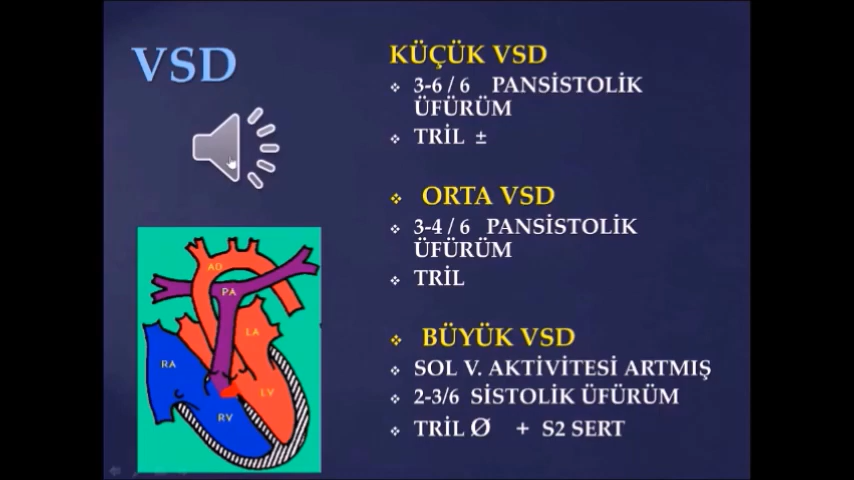 VSD
KÜÇÜK VSD
3-6 / 6 PANSİSTOLİK
ÜFÜRÜM
TRİL ±
ORTA VSD
3-4 / 6 PANSİSTOLİK
ÜFÜRÜM
TRİL
BÜYÜK VSD
SOL V. AKTİVİTESİ ARTMIŞ
2-3/6 SİSTOLİK ÜFÜRÜM
TRİL Ø + S2 SERT
AO
PA
LA
RA
LV
RV